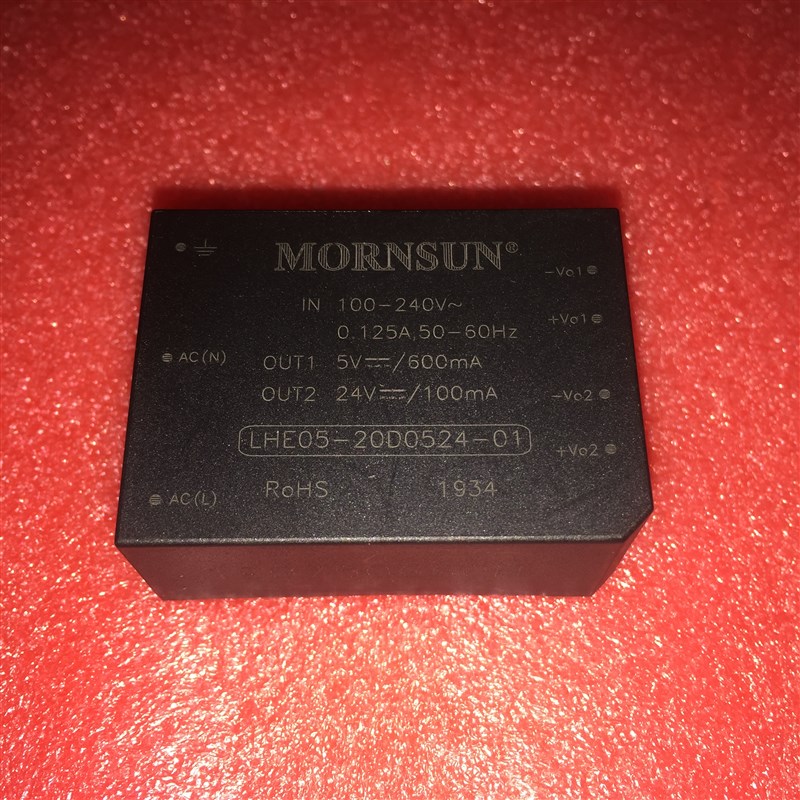 MORNSUN®
-Vo1
IN 100-240V~
+Vo1
0.125A,50-60Hz
AC(N)
OUT1 5V⎓/600mA
OUT2 24V⎓/100mA
-Vo2
LHE05-20D0524-01
+Vo2
AC(L)
RoHS 1934